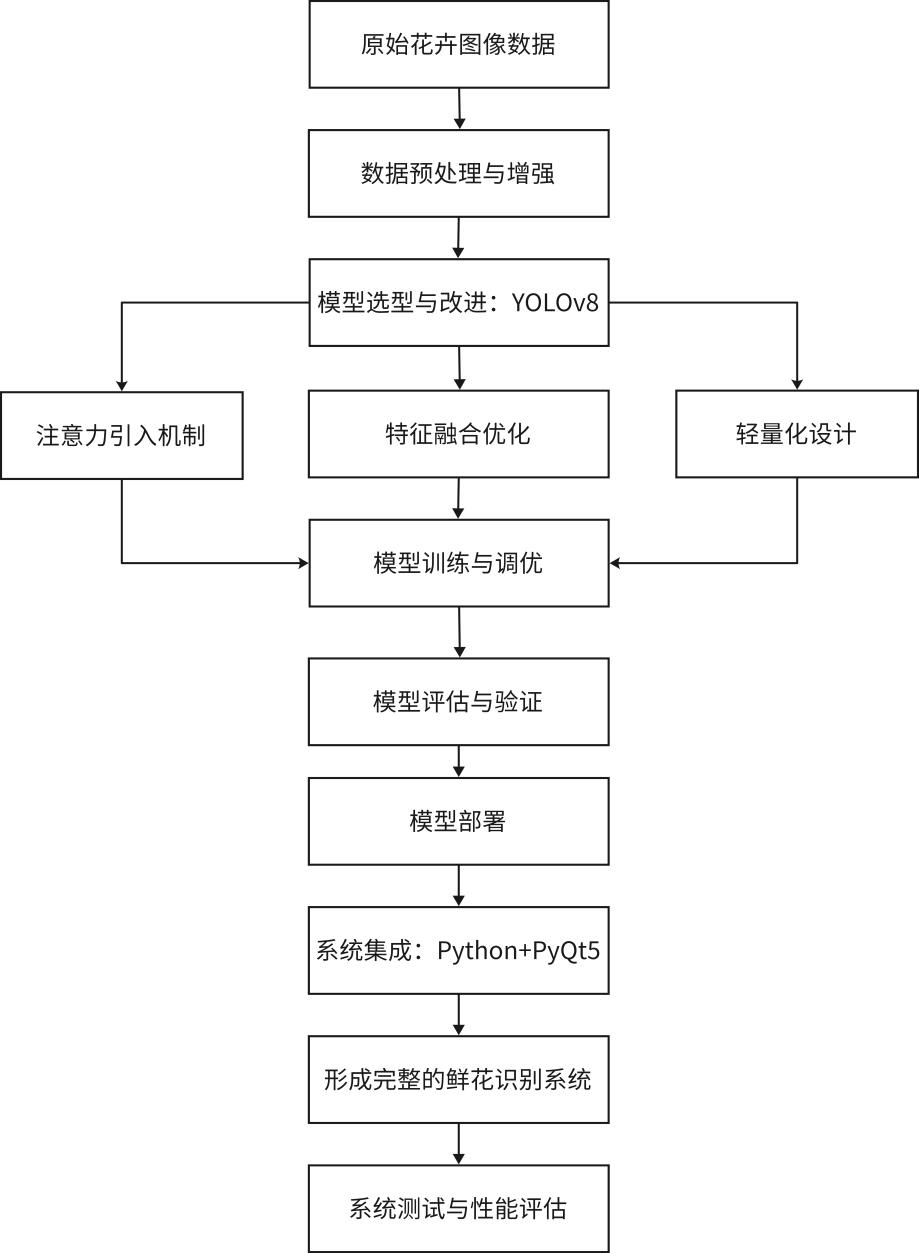 原始花卉图像数据
数据预处理与增强
模型选型与改进：YOLOv8
注意力引入机制
特征融合优化
轻量化设计
模型训练与调优
模型评估与验证
模型部署
系统集成：Python+PyQt5
形成完整的鲜花识别系统
系统测试与性能评估